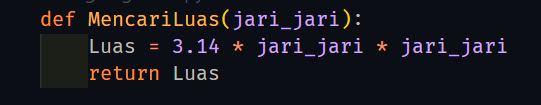 def MencariLuas(jari_jari):
    Luas = 3.14 * jari_jari * jari_jari
    return Luas